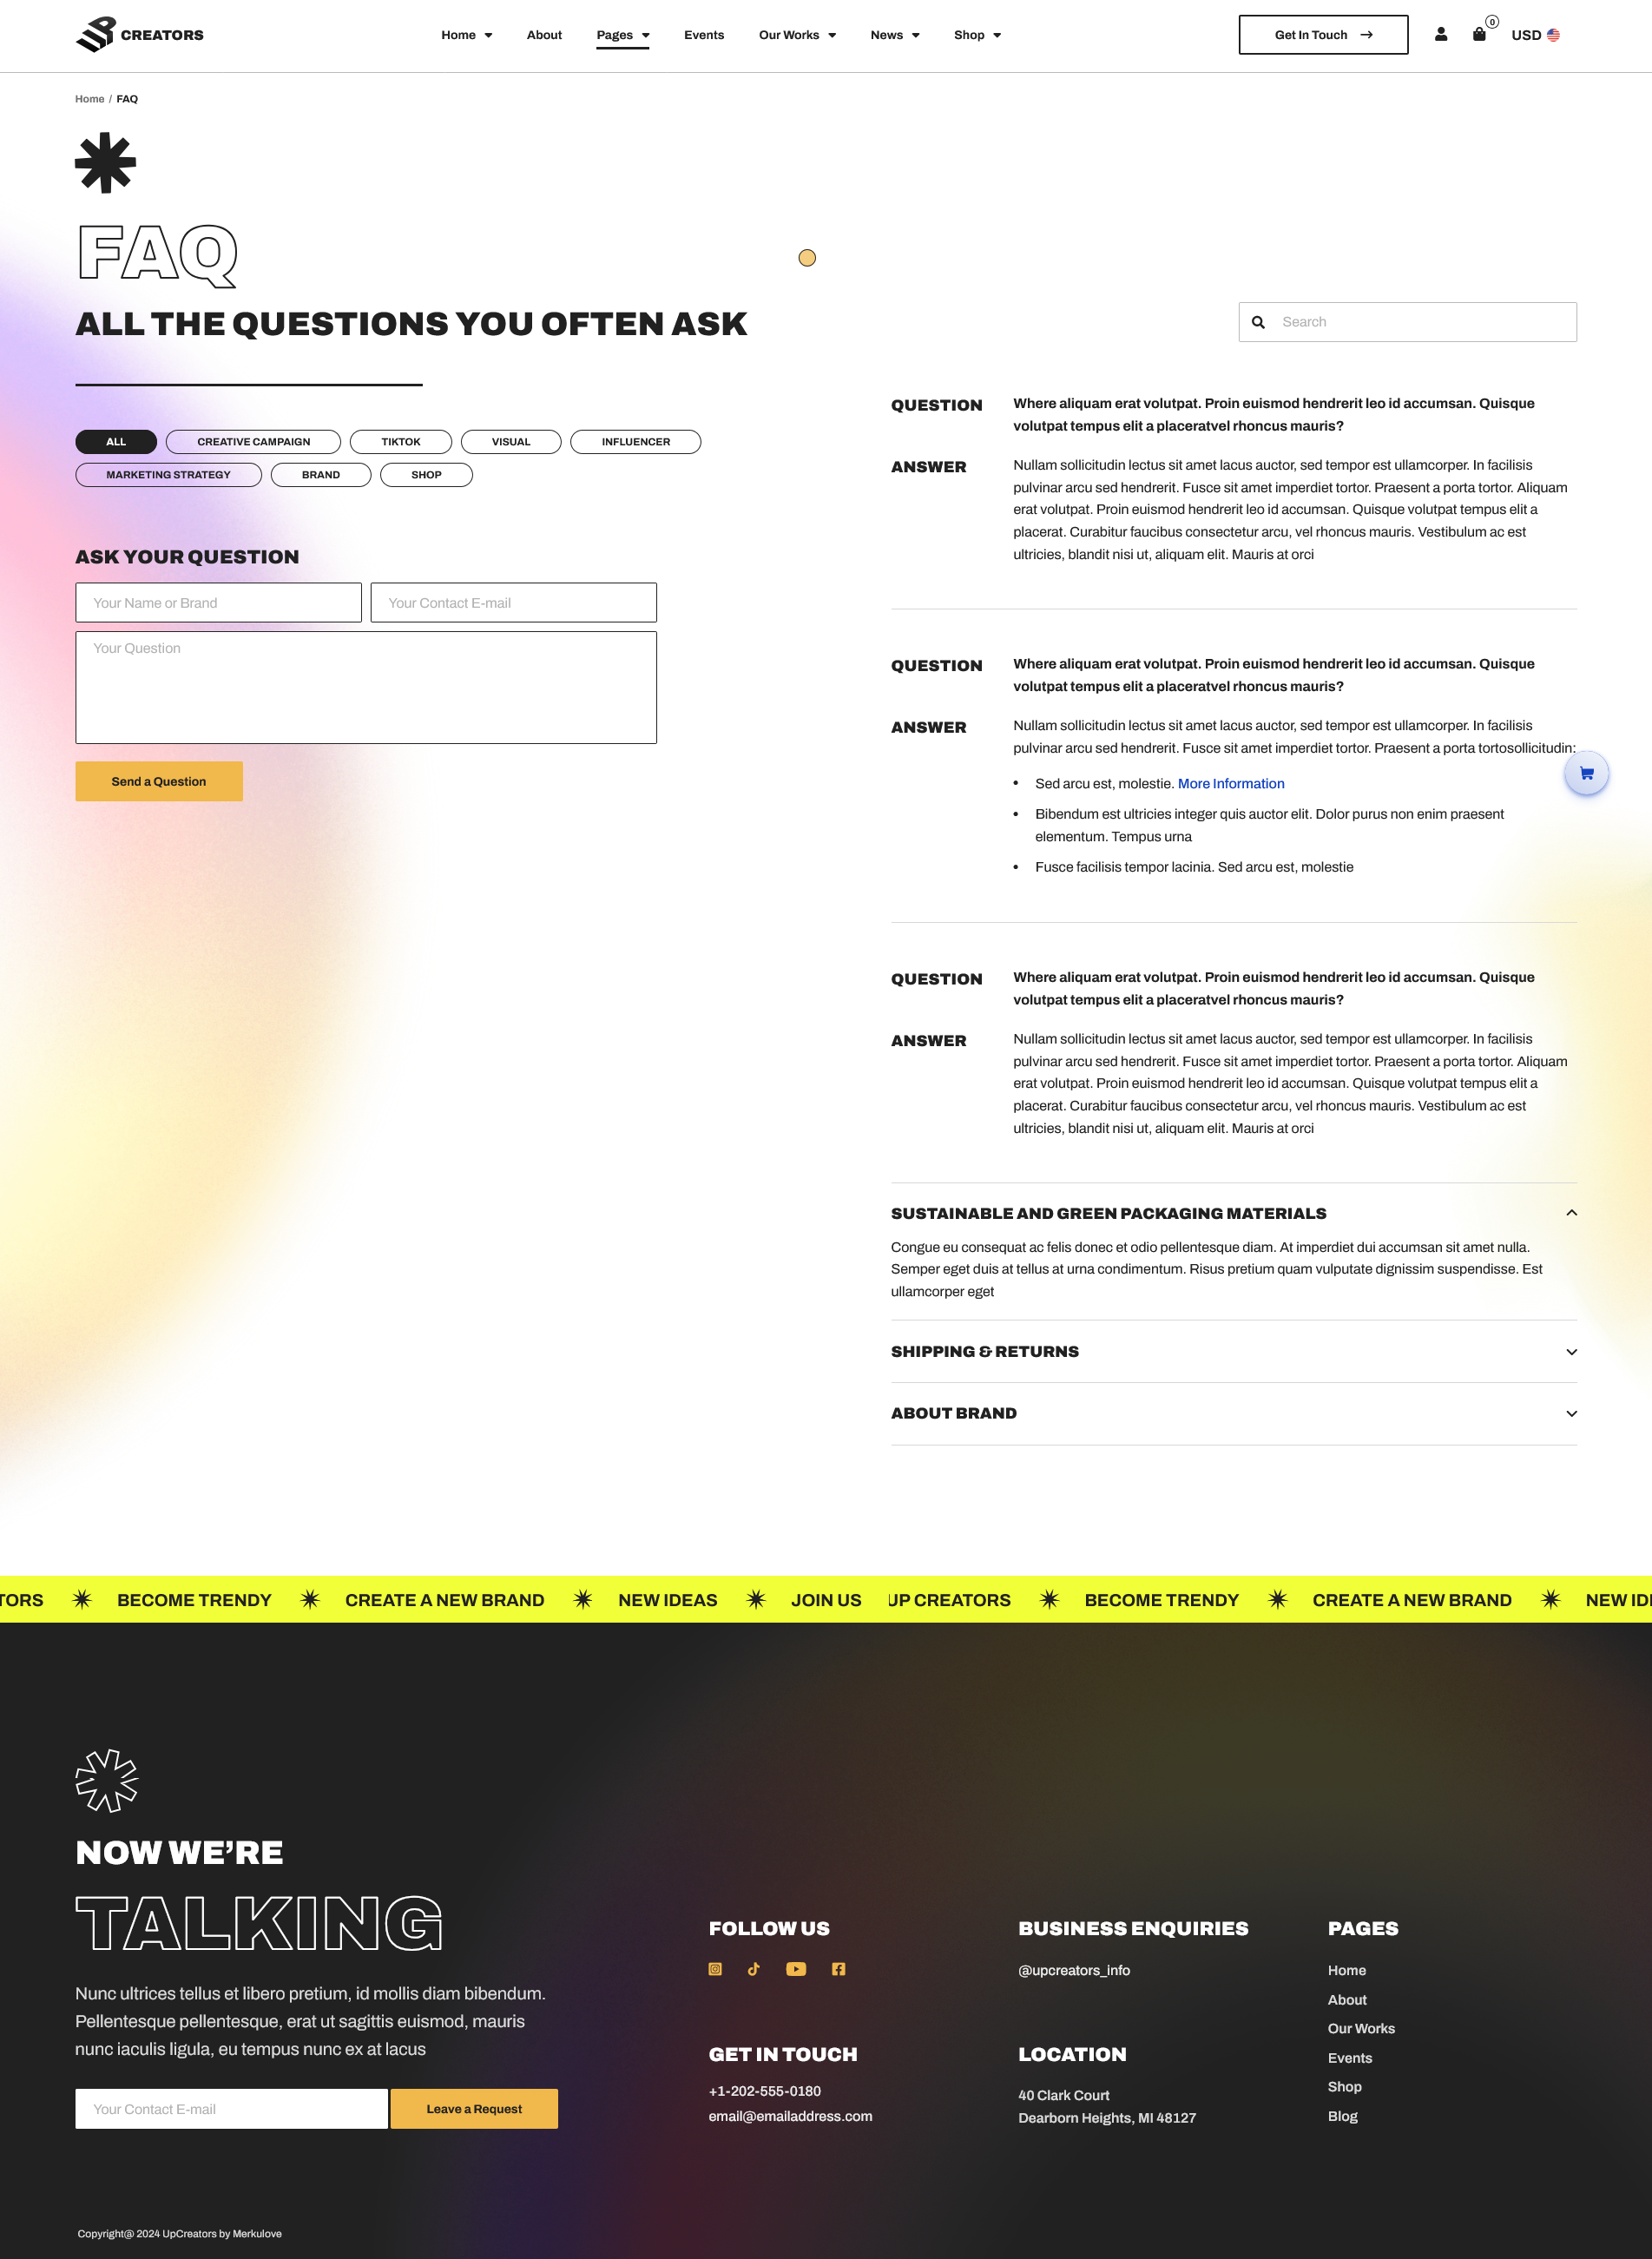 CREATORS
Home
About
Pages
Events
Our Works
News
Shop
Get In Touch
0
USD
Home / FAQ
FAQ
ALL THE QUESTIONS YOU OFTEN ASK
Search
ALL
CREATIVE CAMPAIGN
TIKTOK
VISUAL
INFLUENCER
MARKETING STRATEGY
BRAND
SHOP
ASK YOUR QUESTION
Your Name or Brand
Your Contact E-mail
Your Question
Send a Question
QUESTION
Where aliquam erat volutpat. Proin euismod hendrerit leo id accumsan. Quisque
volutpat tempus elit a placeratvel rhoncus mauris?
ANSWER
Nullam sollicitudin lectus sit amet lacus auctor, sed tempor est ullamcorper. In facilisis
pulvinar arcu sed hendrerit. Fusce sit amet imperdiet tortor. Praesent a porta tortor. Aliquam
erat volutpat. Proin euismod hendrerit leo id accumsan. Quisque volutpat tempus elit a
placerat. Curabitur faucibus consectetur arcu, vel rhoncus mauris. Vestibulum ac est
ultricies, blandit nisi ut, aliquam elit. Mauris at orci
QUESTION
Where aliquam erat volutpat. Proin euismod hendrerit leo id accumsan. Quisque
volutpat tempus elit a placeratvel rhoncus mauris?
ANSWER
Nullam sollicitudin lectus sit amet lacus auctor, sed tempor est ullamcorper. In facilisis
pulvinar arcu sed hendrerit. Fusce sit amet imperdiet tortor. Praesent a porta tortosollicitudin:
• Sed arcu est, molestie. More Information
• Bibendum est ultricies integer quis auctor elit. Dolor purus non enim praesent
elementum. Tempus urna
• Fusce facilisis tempor lacinia. Sed arcu est, molestie
QUESTION
Where aliquam erat volutpat. Proin euismod hendrerit leo id accumsan. Quisque
volutpat tempus elit a placeratvel rhoncus mauris?
ANSWER
Nullam sollicitudin lectus sit amet lacus auctor, sed tempor est ullamcorper. In facilisis
pulvinar arcu sed hendrerit. Fusce sit amet imperdiet tortor. Praesent a porta tortor. Aliquam
erat volutpat. Proin euismod hendrerit leo id accumsan. Quisque volutpat tempus elit a
placerat. Curabitur faucibus consectetur arcu, vel rhoncus mauris. Vestibulum ac est
ultricies, blandit nisi ut, aliquam elit. Mauris at orci
SUSTAINABLE AND GREEN PACKAGING MATERIALS
Congue eu consequat ac felis donec et odio pellentesque diam. At imperdiet dui accumsan sit amet nulla.
Semper eget duis at tellus at urna condimentum. Risus pretium quam vulputate dignissim suspendisse. Est
ullamcorper eget
SHIPPING & RETURNS
ABOUT BRAND
TORS BECOME TRENDY CREATE A NEW BRAND NEW IDEAS JOIN US UP CREATORS BECOME TRENDY CREATE A NEW BRAND NEW IDE
NOW WE’RE
TALKING
Nunc ultrices tellus et libero pretium, id mollis diam bibendum.
Pellentesque pellentesque, erat ut sagittis euismod, mauris
nunc iaculis ligula, eu tempus nunc ex at lacus
Your Contact E-mail
Leave a Request
FOLLOW US
GET IN TOUCH
+1-202-555-0180
email@emailaddress.com
BUSINESS ENQUIRIES
@upcreators_info
LOCATION
40 Clark Court
Dearborn Heights, MI 48127
PAGES
Home
About
Our Works
Events
Shop
Blog
Copyright@ 2024 UpCreators by Merkulove